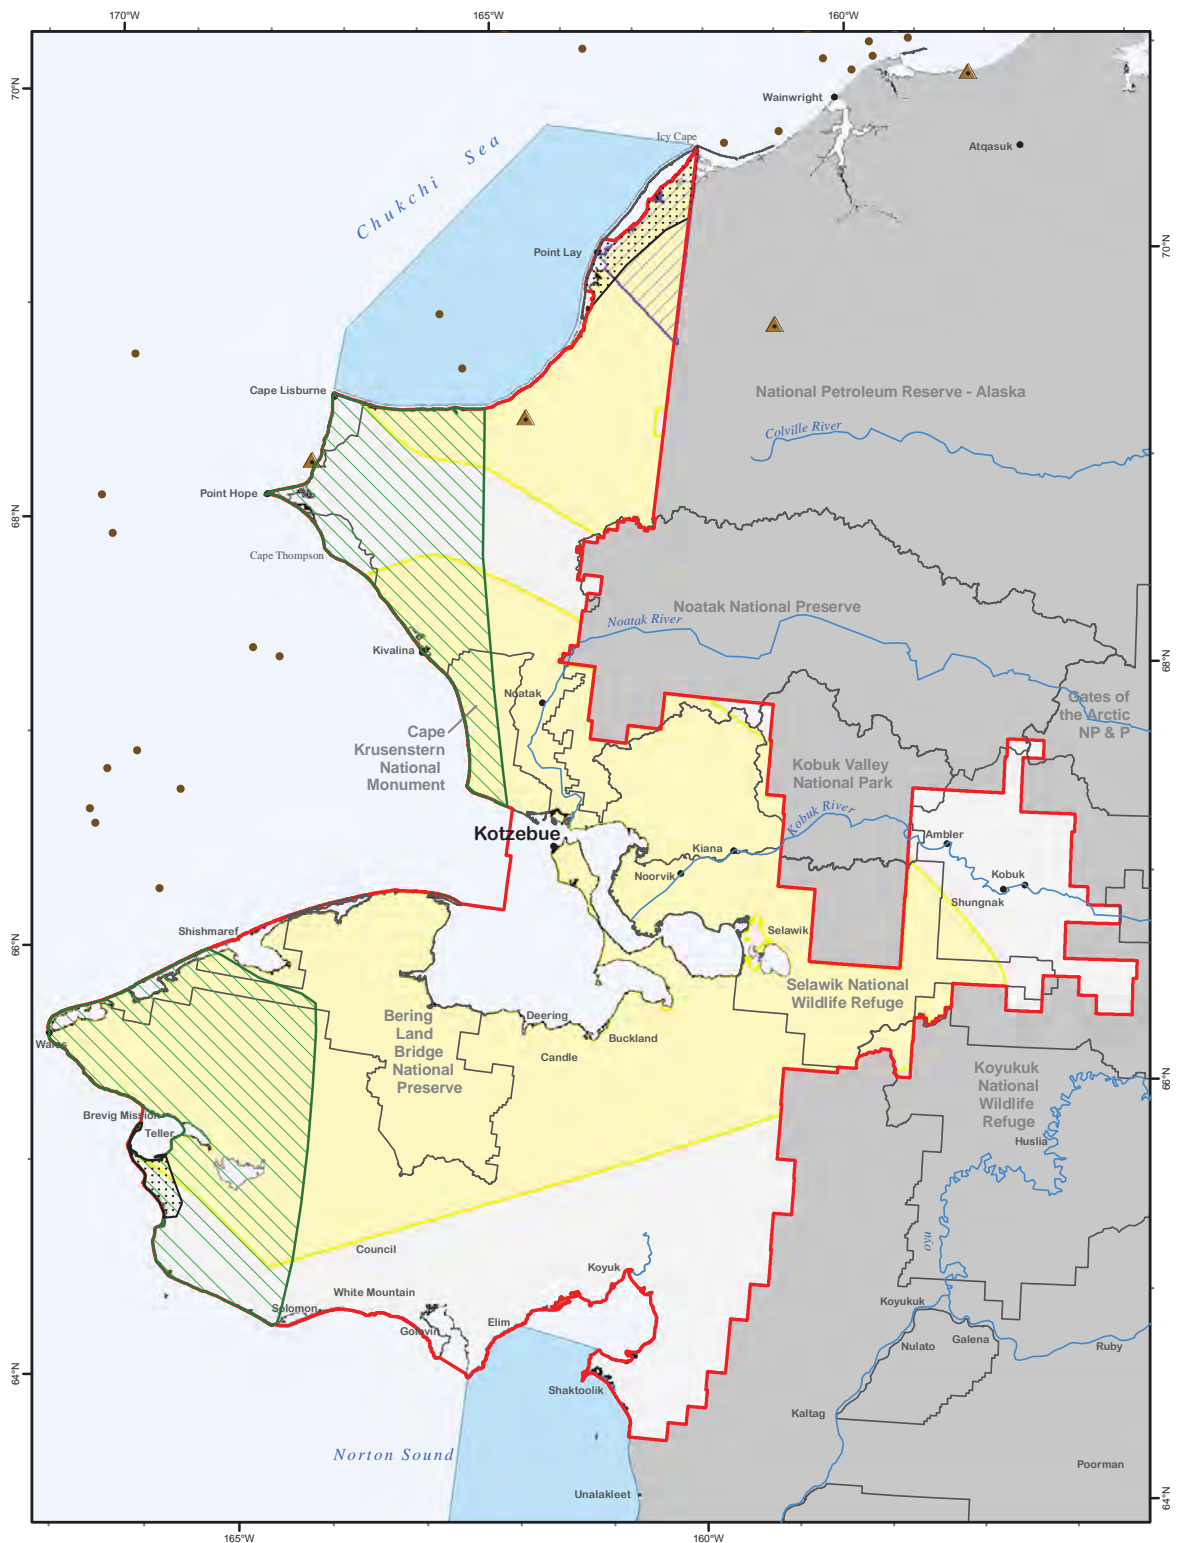 170°W
165°W
160°W
70°N
Wainwright
Icy Cape
Atqasuk
Chukchi Sea
Point Lay
70°N
Cape Lisburne
National Petroleum Reserve - Alaska
Colville River
Point Hope
68°N
Cape Thompson
Noatak National Preserve
Noatak River
Kivalina
68°N
Noatak
Gates of
the Arctic
NP & P
Cape
Krusenstern
National
Monument
Kobuk Valley
National Park
Kobuk River
Kotzebue
Ambler
Kiana
Noorvik
Kobuk
Shungnak
Shishmaref
Selawik
66°N
Selawik National
Wildlife Refuge
Bering
Land
Bridge
National
Preserve
Deering
Buckland
Wales
Candle
Koyukuk
National
Wildlife
Refuge
66°N
Brevig Mission
Teller
Huslia
oyu
Council
Koyuk
White Mountain
Koyukuk
Solomon
Golovin
Elim
Nulato
Galena
Ruby
64°N
Shaktoolik
Kaltag
Norton Sound
Poorman
Unalakleet
64°N
165°W
160°W